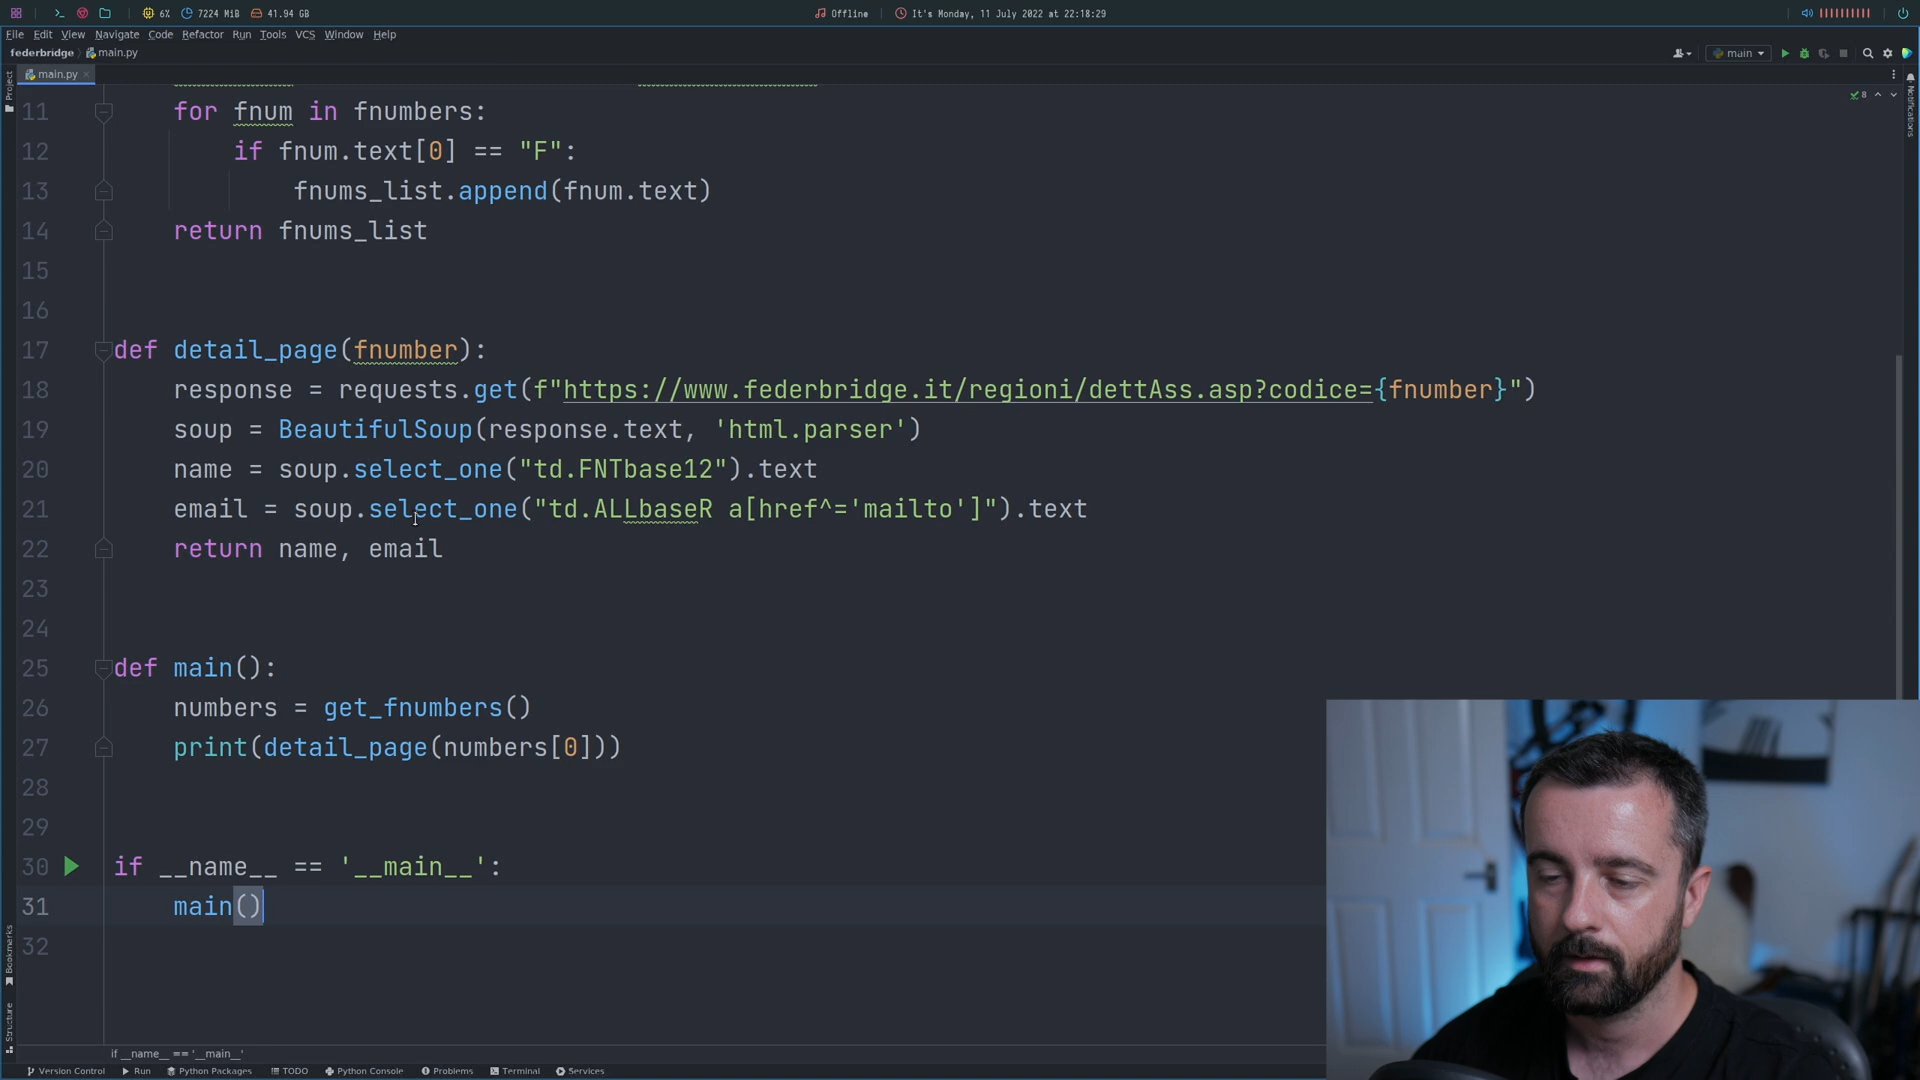 6% 7224 MiB 41.94 GB Offline It's Monday, 11 July 2022 at 22:18:29
File Edit View Navigate Code Refactor Run Tools VCS Window Help
federbridge main.py main
main.py
Project
Notifications
8
11 for fnum in fnumbers:
12 if fnum.text[0] == "F":
13 fnums_list.append(fnum.text)
14 return fnums_list
15
16
17 def detail_page(fnumber):
18 response = requests.get(f"https://www.federbridge.it/regioni/dettAss.asp?codice={fnumber}")
19 soup = BeautifulSoup(response.text, 'html.parser')
20 name = soup.select_one("td.FNTbase12").text
21 email = soup.select_one("td.ALLbaseR a[href^='mailto']").text
22 return name, email
23
24
25 def main():
26 numbers = get_fnumbers()
27 print(detail_page(numbers[0]))
28
29
30 if __name__ == '__main__':
31 main()
32
Bookmarks
Structure
if __name__ == '__main__'
Version Control Run Python Packages TODO Python Console Problems Terminal Services